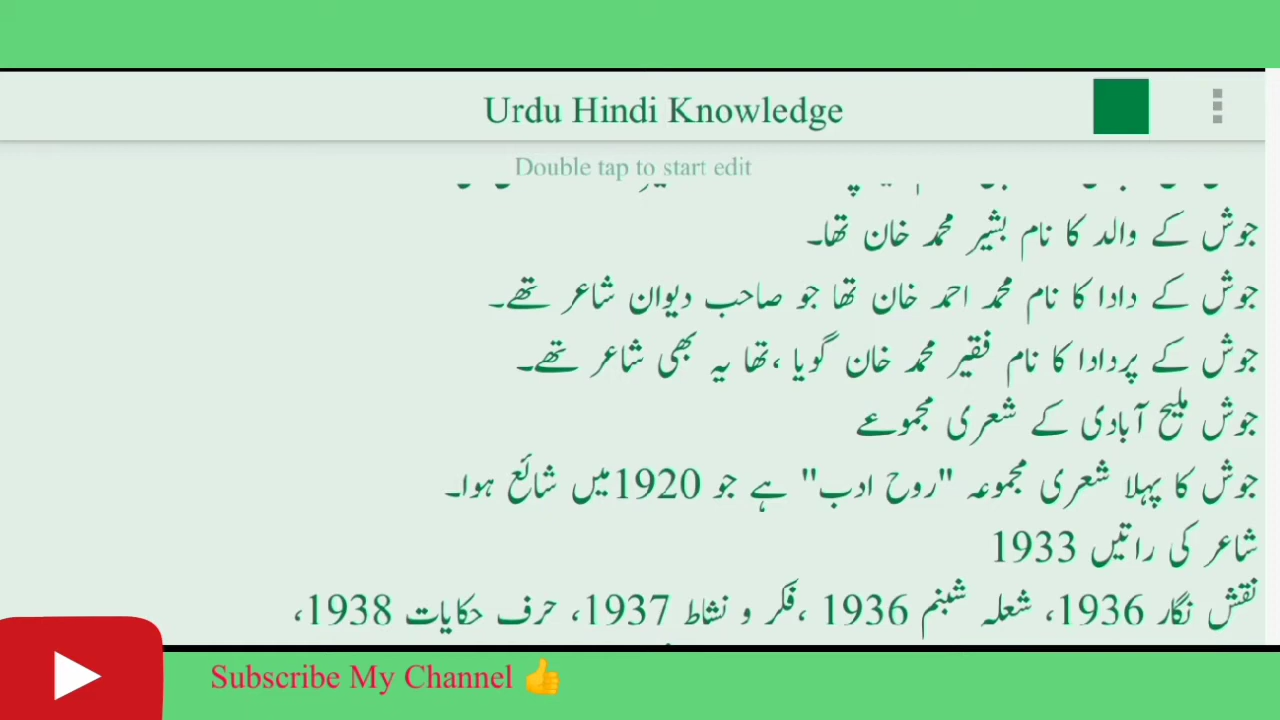 Urdu Hindi Knowledge
Double tap to start edit
جوش کے والد کا نام بشیر محمد خان تھا۔
جوش کے دادا کا نام محمد احمد خان تھا جو صاحب دیوان شاعر تھے۔
جوش کے پردادا کا نام فقیر محمد خان گویا ،تھا یہ بھی شاعر تھے۔
جوش ملیح آبادی کے شعری مجموعے
جوش کا پہلا شعری مجموعہ "روح ادب" ہے جو 1920میں شائع ہوا۔
شاعر کی راتیں 1933
نقش نگار 1936، شعلہ شبنم 1936 ،فکر و نشاط 1937، حرف حکایات 1938،
Subscribe My Channel 👍